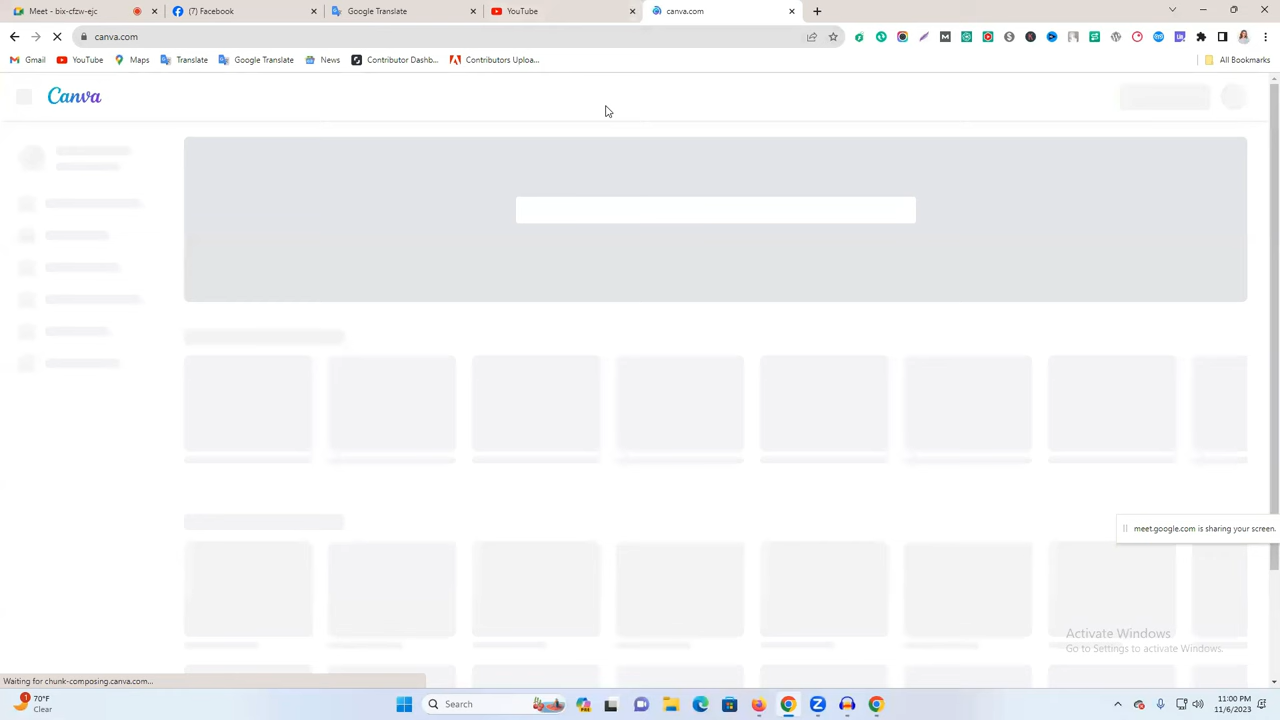 Meet - bix-cfzw-ejc
(7) Facebook
Google Translate
YouTube
canva.com
canva.com
Gmail
YouTube
Maps
Translate
Google Translate
News
Contributor Dashb...
Contributors Uploa...
All Bookmarks
Canva
meet.google.com is sharing your screen.
Activate Windows
Go to Settings to activate Windows.
Waiting for chunk-composing.canva.com...
1
70°F
Clear
Search
11:00 PM
11/6/2023